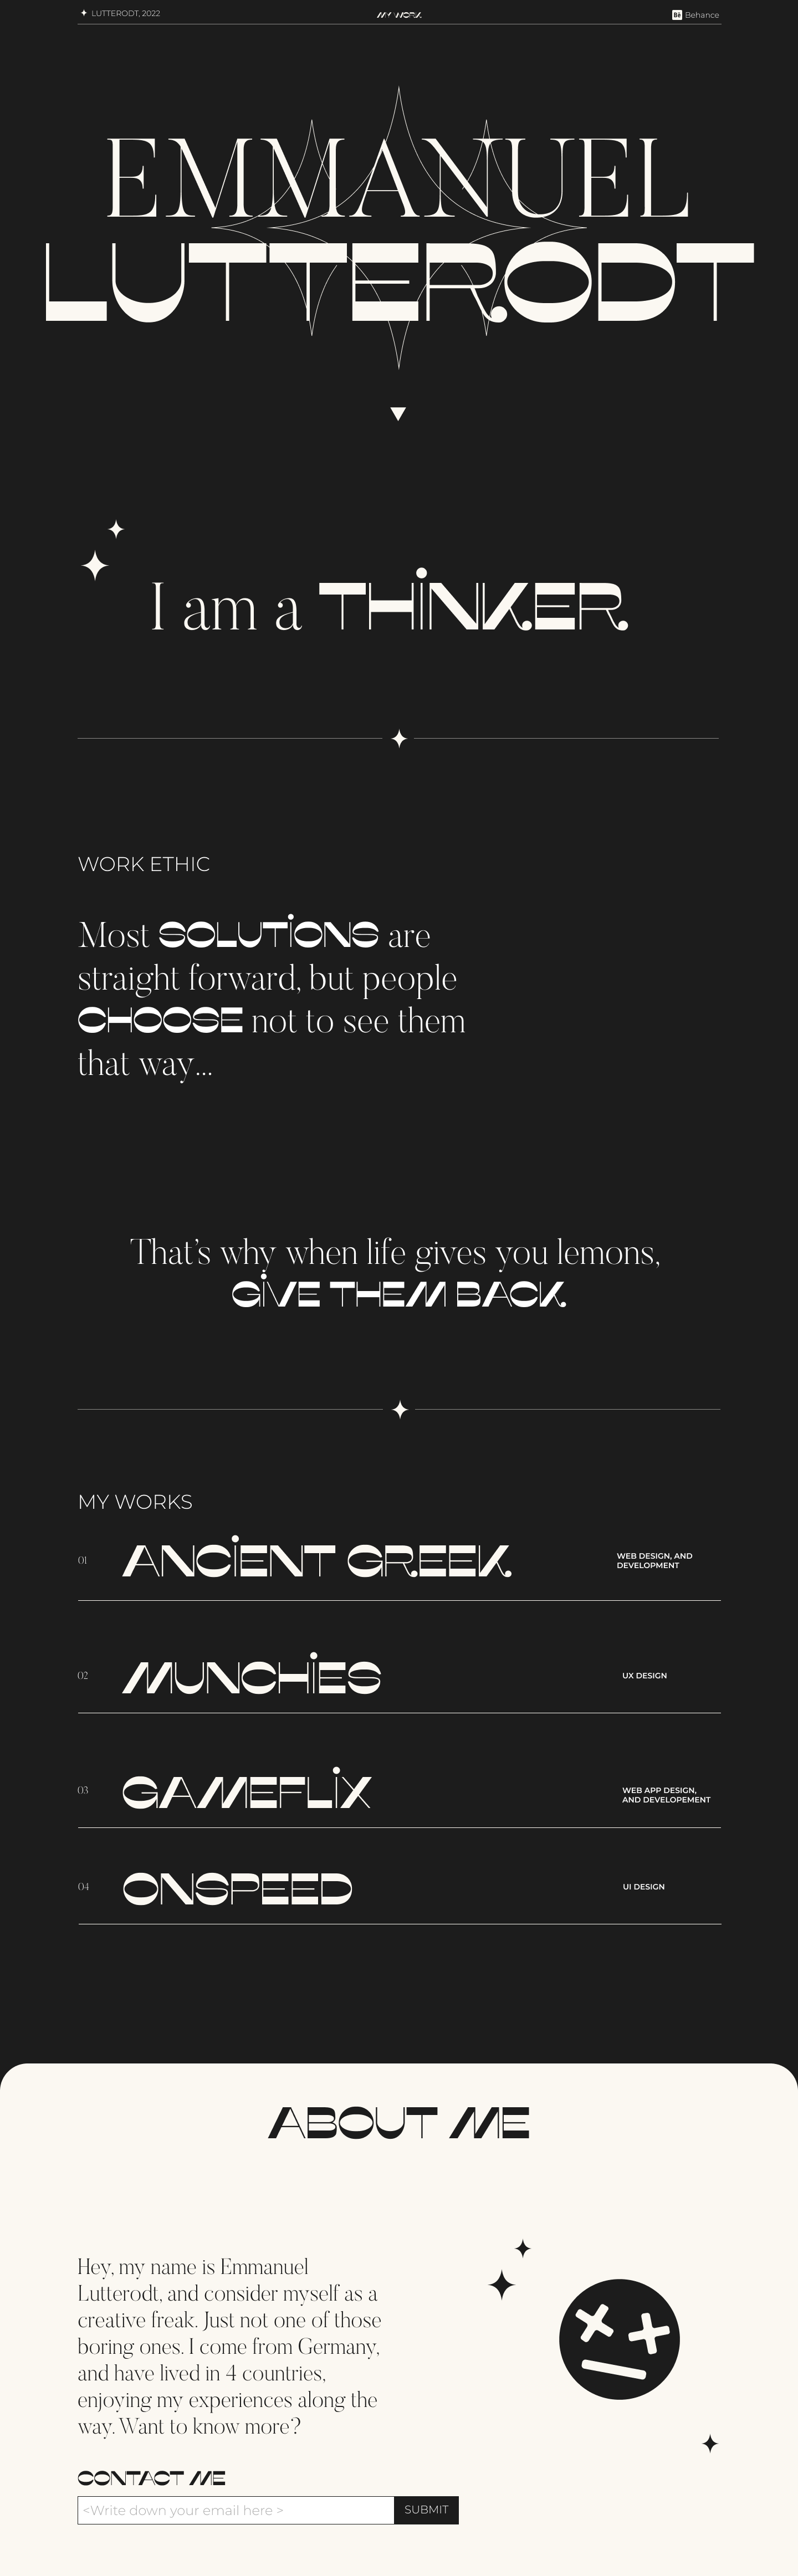 LUTTERODT, 2022
MY WORK
Bē Behance
EMMANUEL
LUTTERODT
I am a THiNKER
WORK ETHIC
Most SOLUTiONS are
straight forward, but people
CHOOSE not to see them
that way...
That's why when life gives you lemons,
GiVE THEM BACK
MY WORKS
01
ANCiENT GREEK
WEB DESIGN, AND
DEVELOPMENT
02
MUNCHiES
UX DESIGN
03
GAMEFLiX
WEB APP DESIGN,
AND DEVELOPEMENT
04
ONSPEED
UI DESIGN
ABOUT ME
Hey, my name is Emmanuel
Lutterodt, and consider myself as a
creative freak. Just not one of those
boring ones. I come from Germany,
and have lived in 4 countries,
enjoying my experiences along the
way. Want to know more?
CONTACT ME
<Write down your email here >
SUBMIT